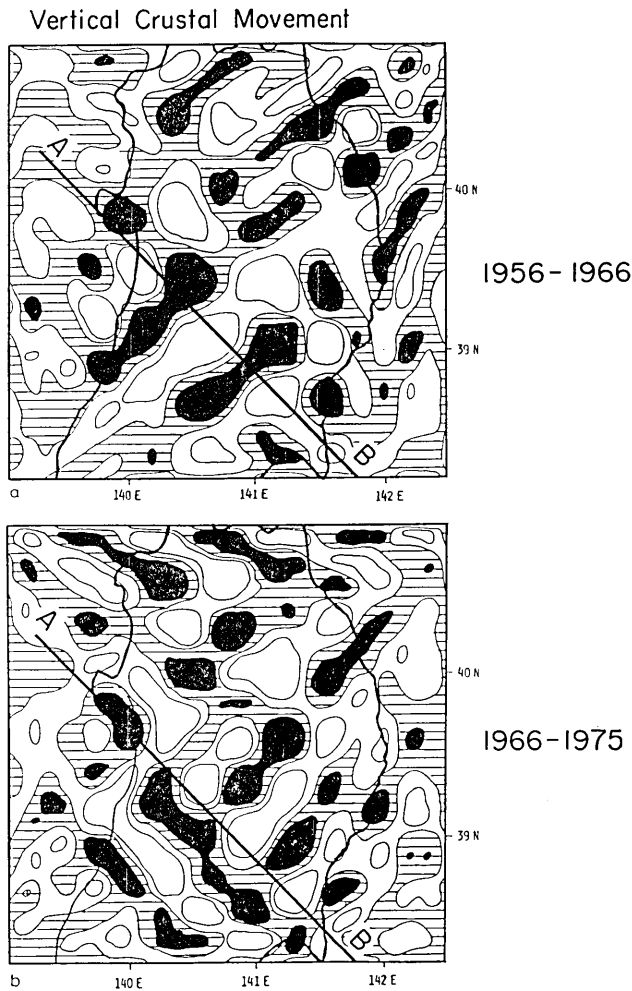 Vertical Crustal Movement
A
40 N
1956-1966
39 N
B
a
140 E
141 E
142 E
A
40 N
1966-1975
39 N
B
b
140 E
141 E
142 E